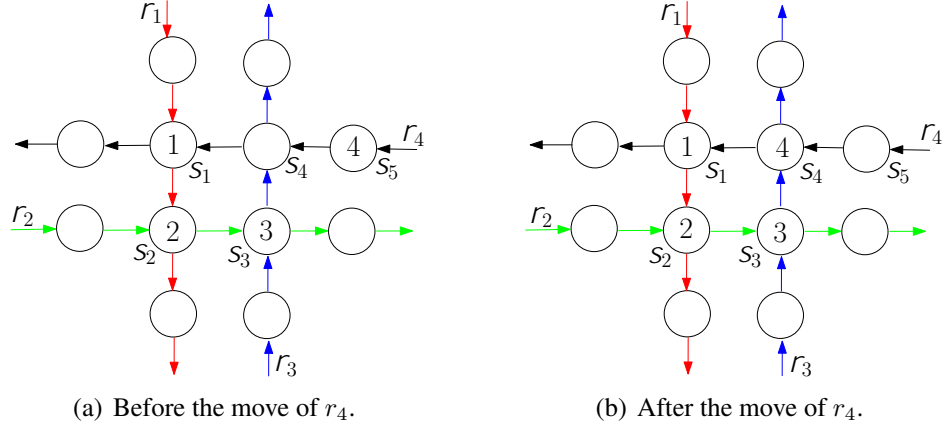 r1 r1
1 4 r4 1 4 r4
s1 s4 s5 s1 s4 s5
r2 2 3 r2 2 3
s2 s3 s2 s3
r3 r3
(a) Before the move of r4. (b) After the move of r4.